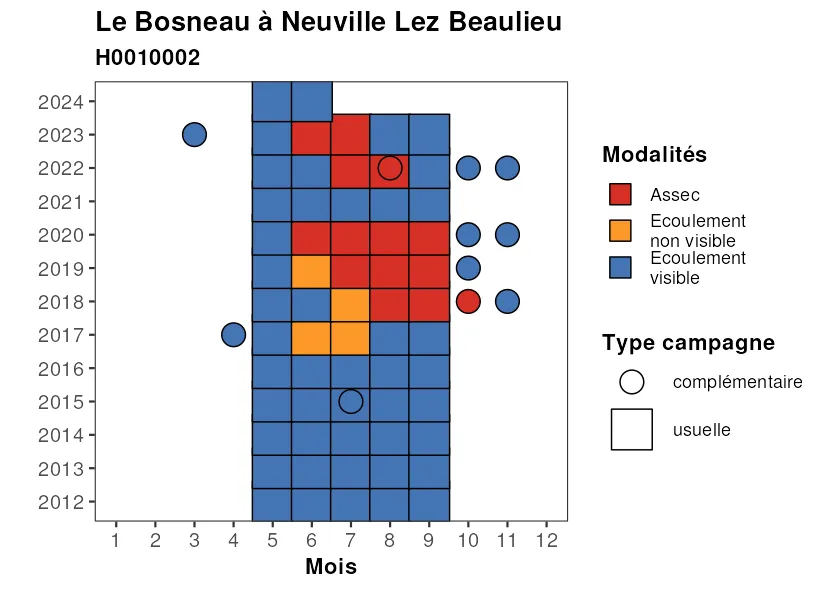 Le Bosneau à Neuville Lez Beaulieu
H0010002
2024
2023
2022
2021
2020
2019
2018
2017
2016
2015
2014
2013
2012
1 2 3 4 5 6 7 8 9 10 11 12
Mois
Modalités
Assec
Ecoulement
non visible
Ecoulement
visible
Type campagne
complémentaire
usuelle